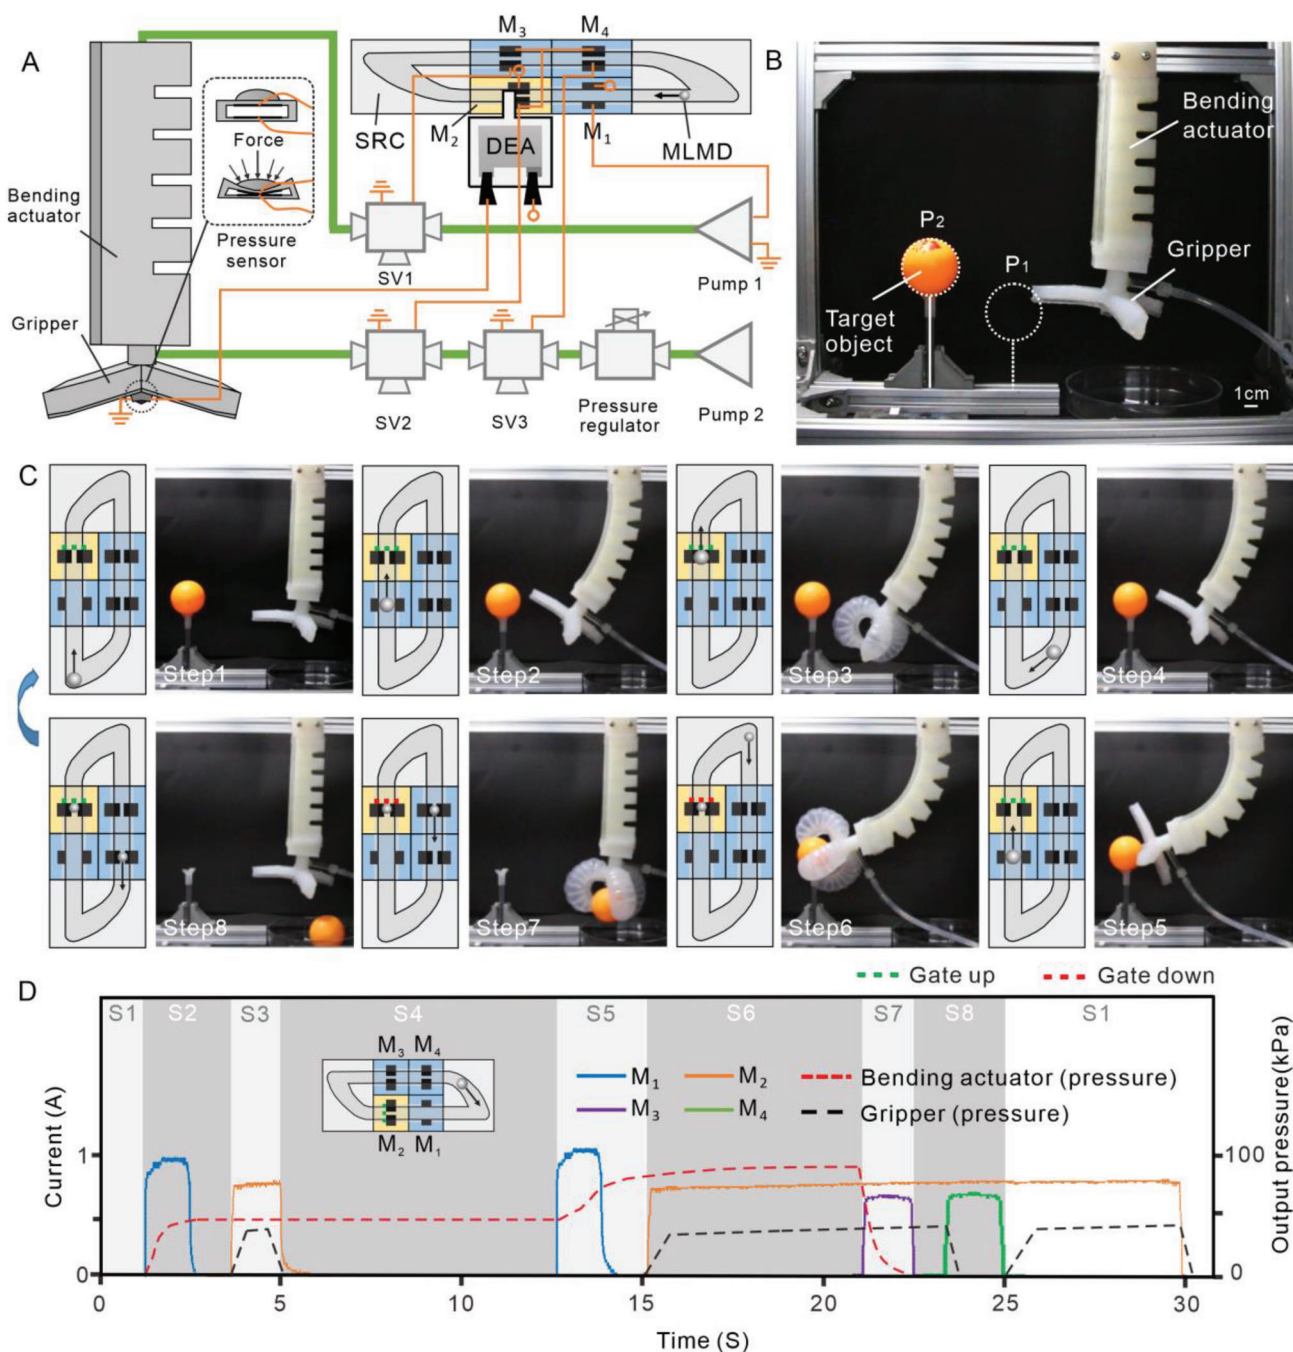 A
M3
M4
SRC
M2
DEA
M1
MLMD
Force
Bending
actuator
Pressure
sensor
SV1
Pump 1
Gripper
SV2
SV3
Pressure
regulator
Pump 2
B
Bending
actuator
P2
P1
Gripper
Target
object
1cm
C
Step1
Step2
Step3
Step4
Step8
Step7
Step6
Step5
Gate up
Gate down
D
S1
S2
S3
S4
S5
S6
S7
S8
S1
M3
M4
M2
M1
M1
M2
M3
M4
Bending actuator (pressure)
Gripper (pressure)
Current (A)
1
0
100
0
Output pressure(kPa)
0
5
10
15
20
25
30
Time (S)